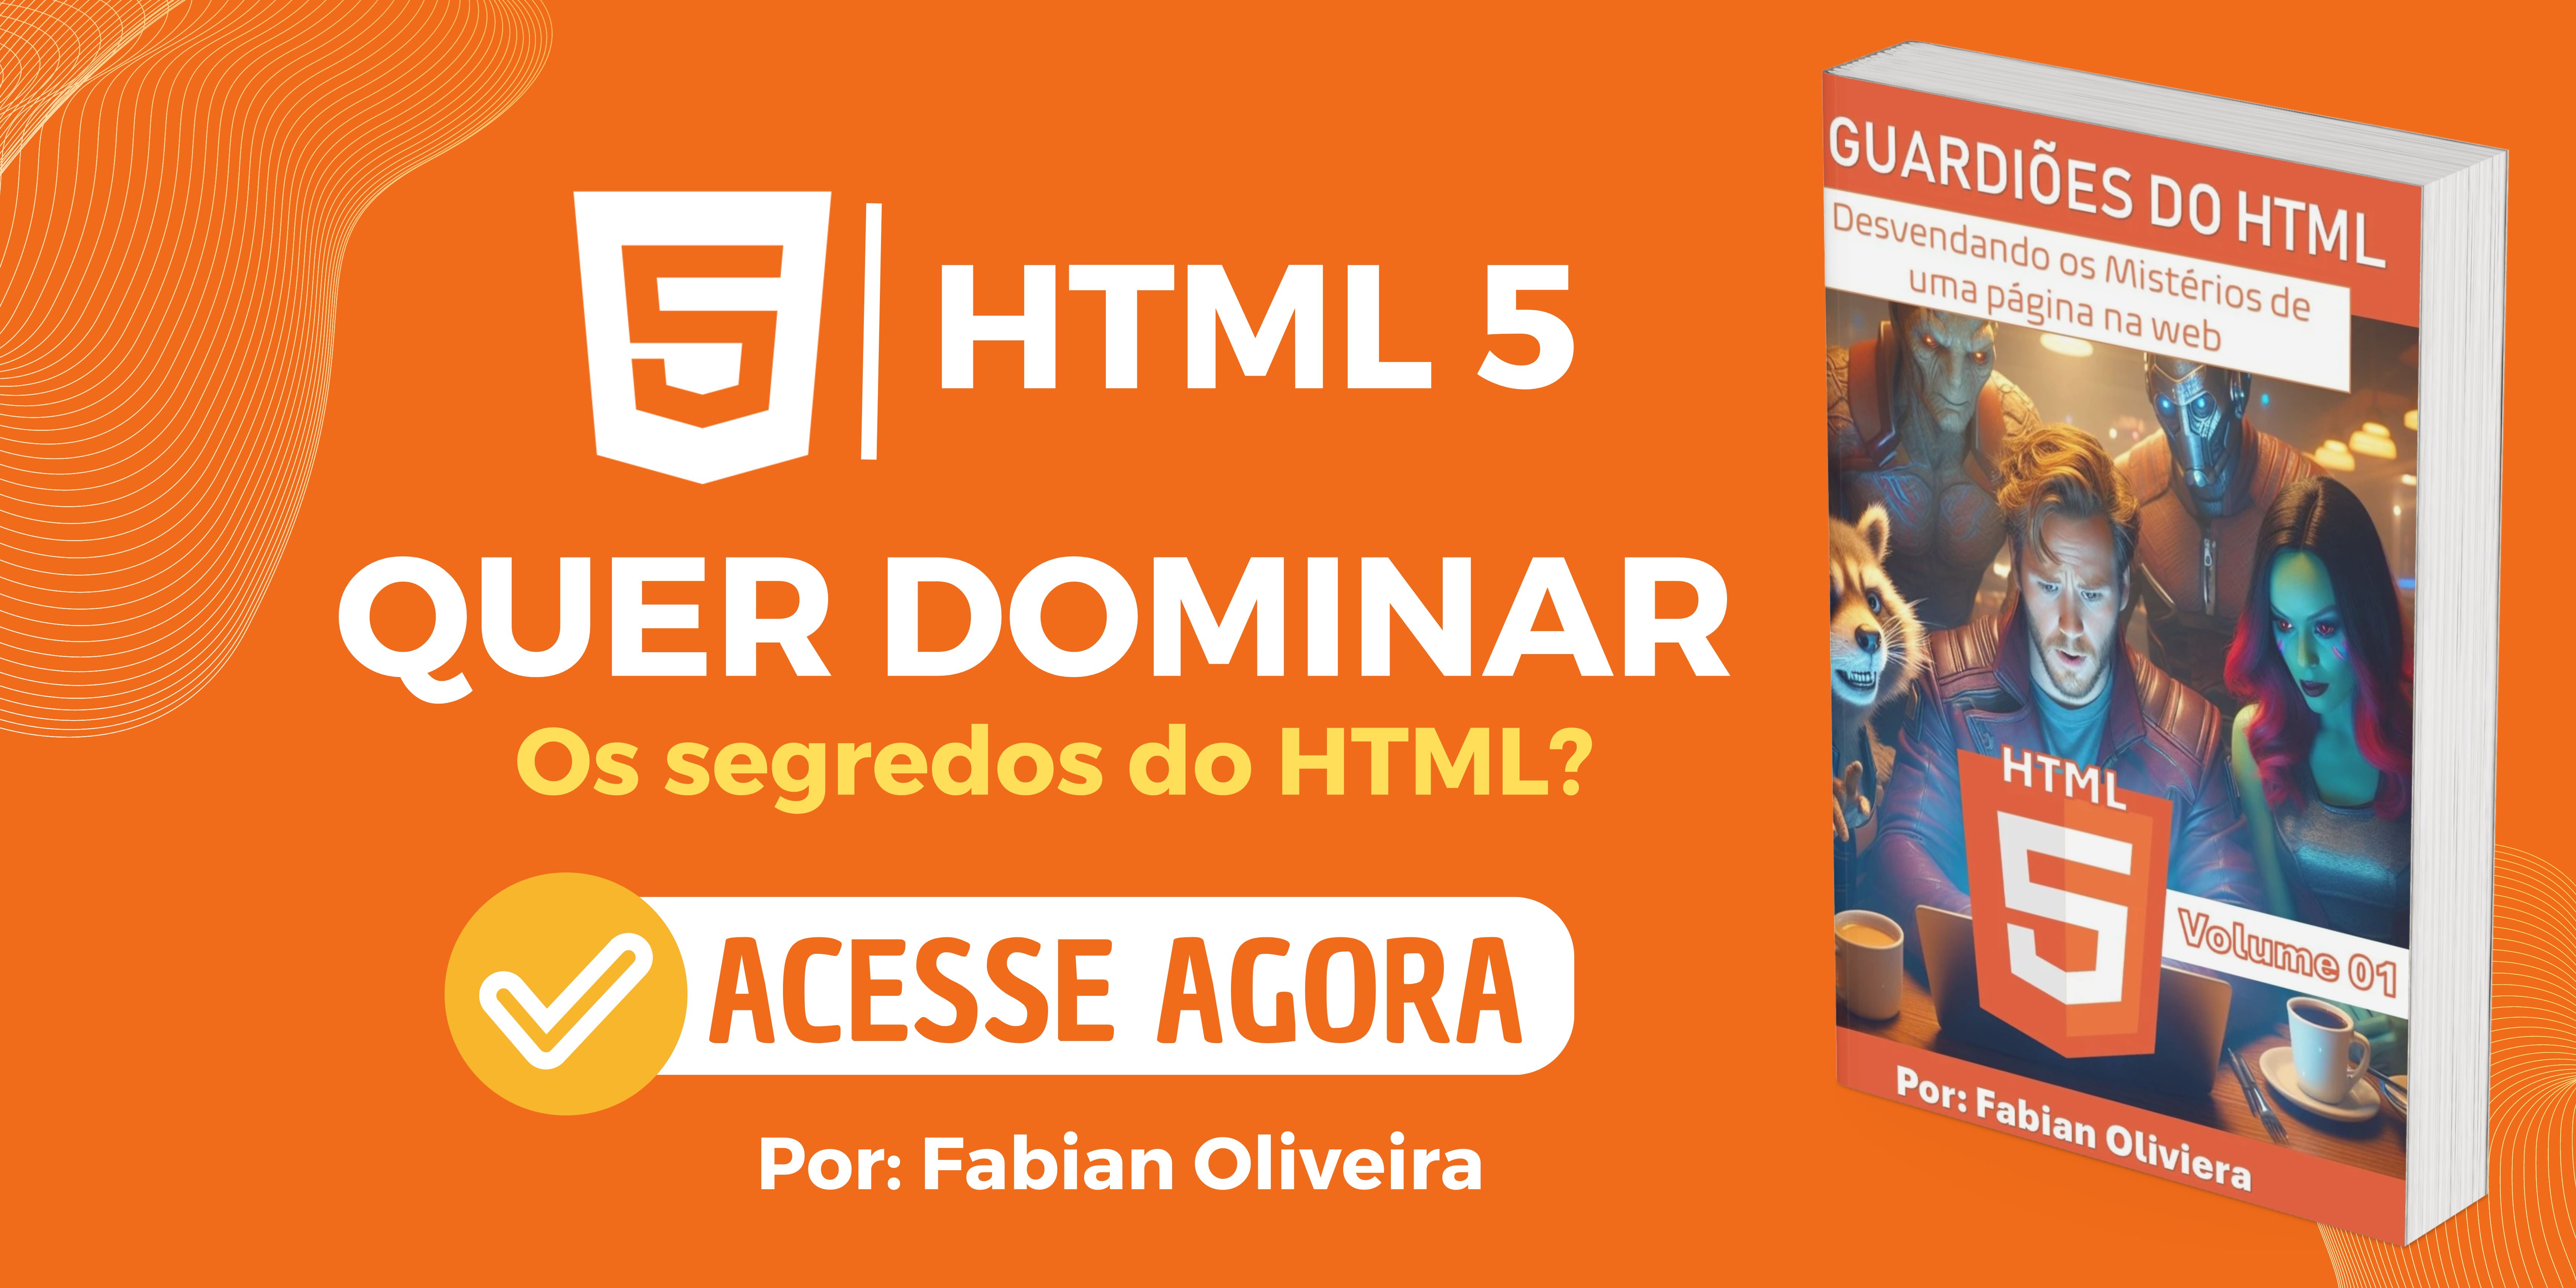 HTML 5
QUER DOMINAR
Os segredos do HTML?
ACESSE AGORA
Por: Fabian Oliveira
GUARDIÕES DO HTML
Desvendando os Mistérios de
uma página na web
HTML
5
Volume 01
Por: Fabian Oliviera